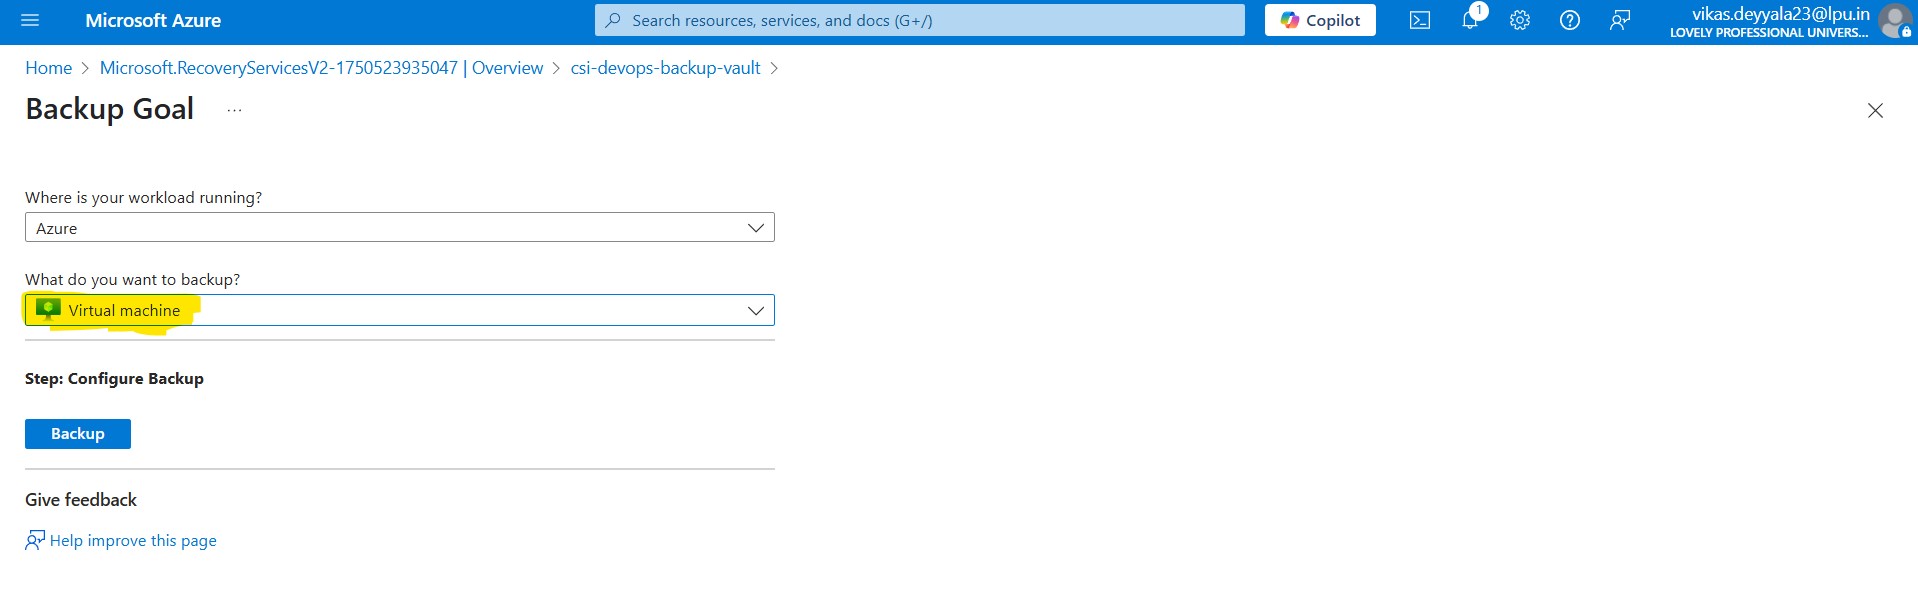 Microsoft Azure
Search resources, services, and docs (G+/)
Copilot
1
vikas.deyyala23@lpu.in
LOVELY PROFESSIONAL UNIVERS...
Home > Microsoft.RecoveryServicesV2-1750523935047 | Overview > csi-devops-backup-vault >
Backup Goal ...
Where is your workload running?
Azure
What do you want to backup?
Virtual machine
Step: Configure Backup
Backup
Give feedback
Help improve this page